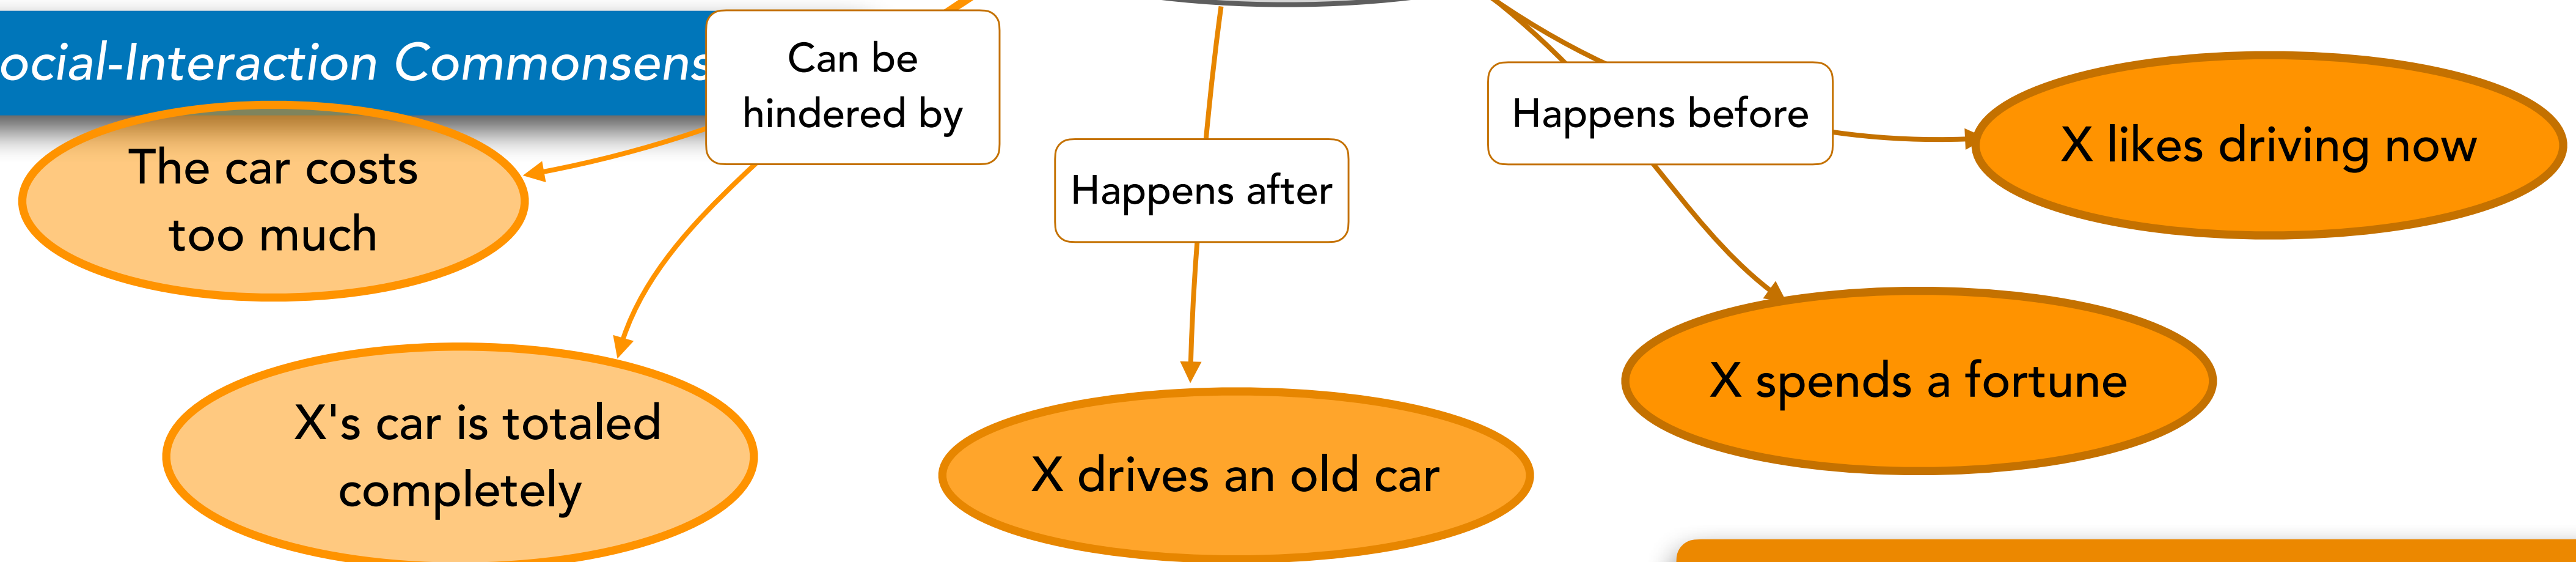 ocial-Interaction Commonsens
Can be
hindered by
The car costs
too much
X's car is totaled
completely
Happens after
X drives an old car
Happens before
X likes driving now
X spends a fortune